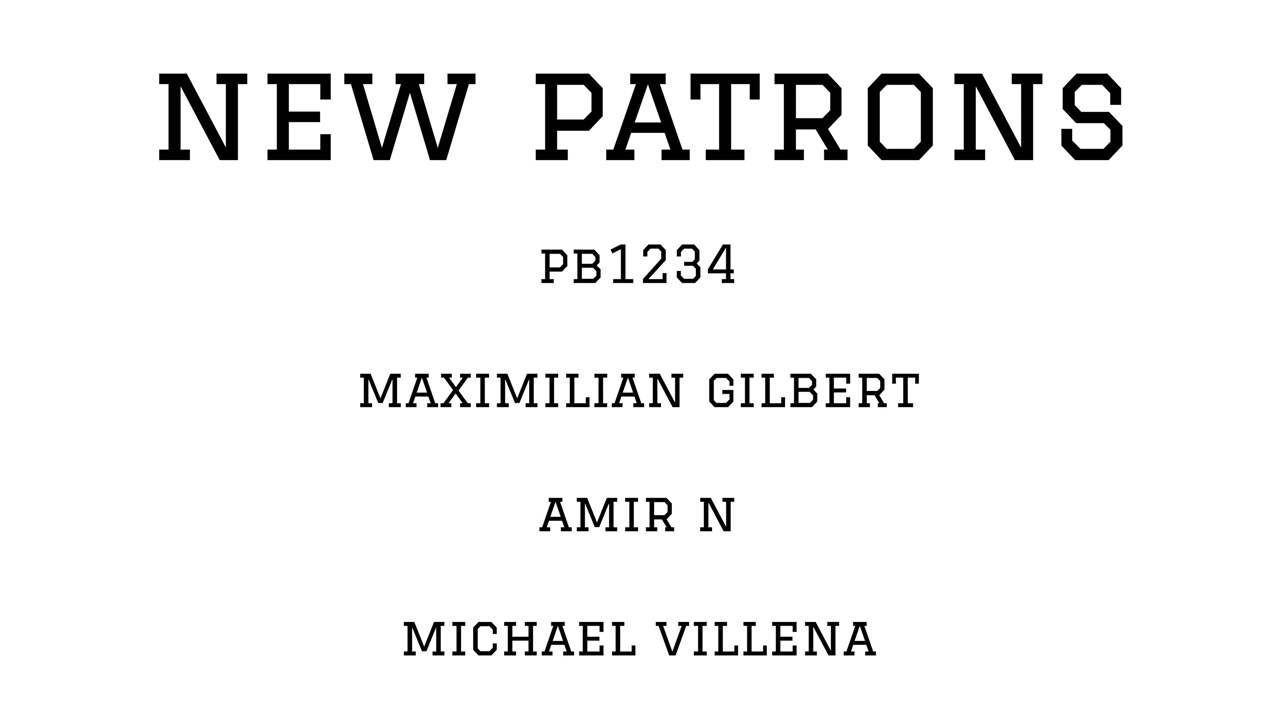 NEW PATRONS
PB1234
MAXIMILIAN GILBERT
AMIR N
MICHAEL VILLENA